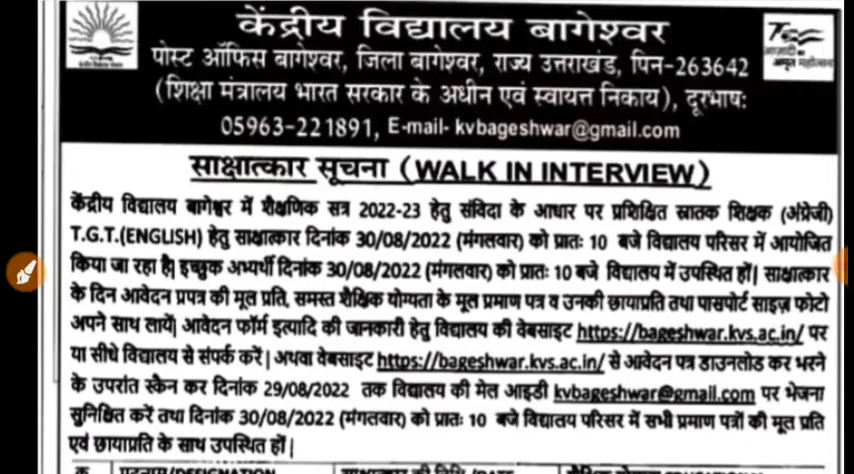 केंद्रीय विद्यालय बागेश्वर
पोस्ट ऑफिस बागेश्वर, जिला बागेश्वर, राज्य उत्तराखंड, पिन-263642
(शिक्षा मंत्रालय भारत सरकार के अधीन एवं स्वायत्त निकाय), दूरभाषः
05963-221891, E-mail- kvbageshwar@gmail.com
आज़ादी का
अमृत महोत्सव
साक्षात्कार सूचना (WALK IN INTERVIEW)
केंद्रीय विद्यालय बागेश्वर में शैक्षणिक सत्र 2022-23 हेतु संविदा के आधार पर प्रशिक्षित स्नातक शिक्षक (अंग्रेजी)
T.G.T.(ENGLISH) हेतु साक्षात्कार दिनांक 30/08/2022 (मंगलवार) को प्रातः 10 बजे विद्यालय परिसर में आयोजित
किया जा रहा है। इच्छुक अभ्यर्थी दिनांक 30/08/2022 (मंगलवार) को प्रातः 10 बजे विद्यालय में उपस्थित हों। साक्षात्कार
के दिन आवेदन प्रपत्र की मूल प्रति, समस्त शैक्षिक योग्यता के मूल प्रमाण पत्र व उनकी छायाप्रति तथा पासपोर्ट साइज़ फोटो
अपने साथ लायें। आवेदन फॉर्म इत्यादि की जानकारी हेतु विद्यालय की वेबसाइट https://bageshwar.kvs.ac.in/ पर
या सीधे विद्यालय से संपर्क करें। अथवा वेबसाइट https://bageshwar.kvs.ac.in/ से आवेदन पत्र डाउनलोड कर भरने
के उपरांत स्कैन कर दिनांक 29/08/2022 तक विद्यालय की मेल आइडी kvbageshwar@gmail.com पर भेजना
सुनिश्चित करें तथा दिनांक 30/08/2022 (मंगलवार) को प्रातः 10 बजे विद्यालय परिसर में सभी प्रमाण पत्रों की मूल प्रति
एवं छायाप्रति के साथ उपस्थित हों।
क्र पदनाम/DESIGNATION साक्षात्कार की तिथि/DATE